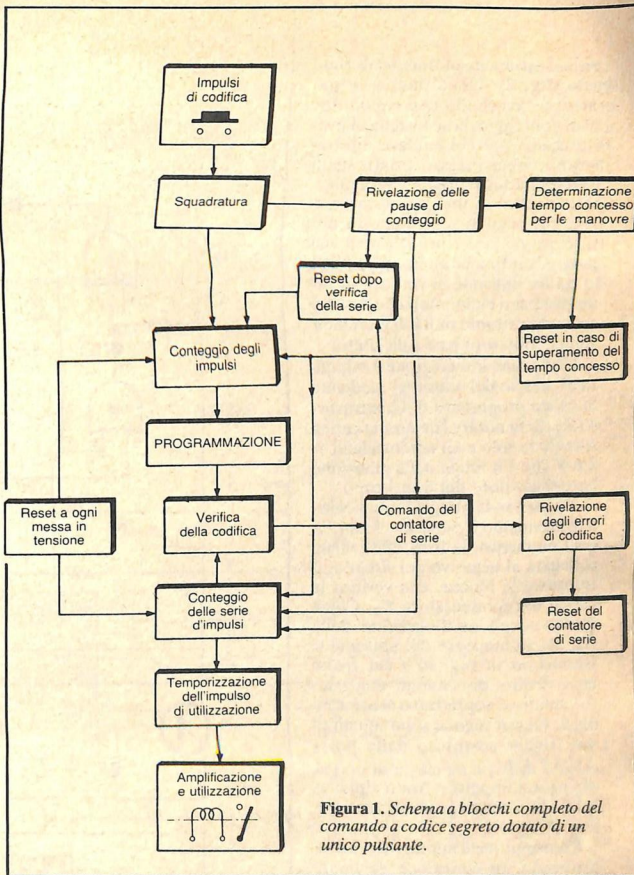 Impulsi
di codifica
Squadratura
Rivelazione delle
pause di
conteggio
Determinazione
tempo concesso
per le manovre
Reset dopo
verifica
della serie
Conteggio degli
impulsi
Reset in caso di
superamento del
tempo concesso
PROGRAMMAZIONE
Reset a ogni
messa in
tensione
Verifica
della codifica
Comando del
contatore
di serie
Rivelazione
degli errori
di codifica
Conteggio
delle serie
d'impulsi
Reset del
contatore
di serie
Temporizzazione
dell'impulso
di utilizzazione
Amplificazione
e utilizzazione
Figura 1. Schema a blocchi completo del
comando a codice segreto dotato di un
unico pulsante.